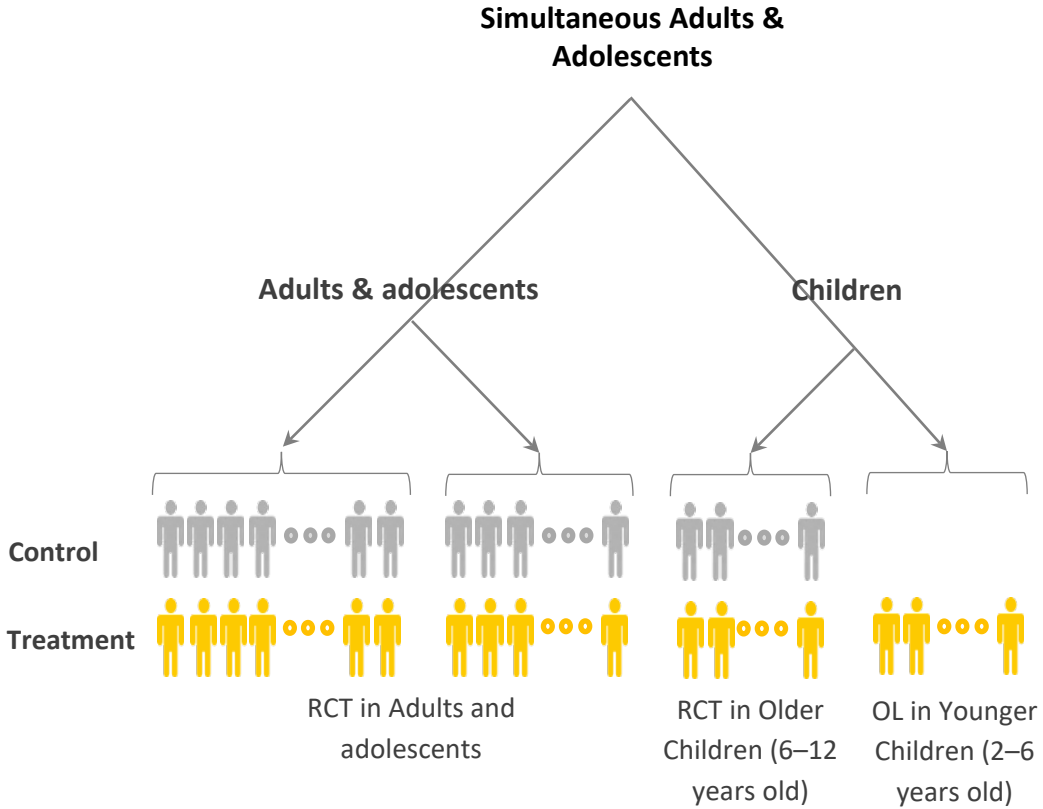 Simultaneous Adults &
Adolescents
Adults & adolescents
Children
Control
Treatment
RCT in Adults and
adolescents
RCT in Older
Children (6–12
years old)
OL in Younger
Children (2–6
years old)